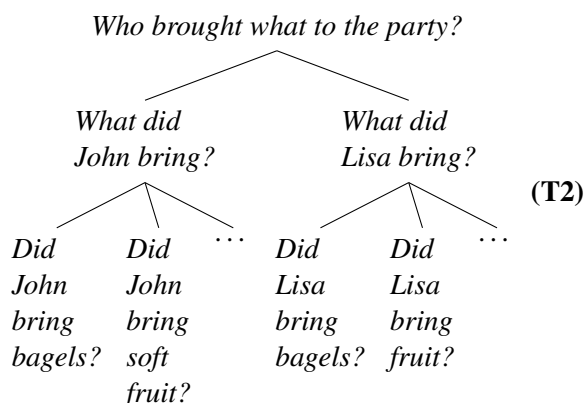 Who brought what to the party?
What did
John bring?
What did
Lisa bring?
(T2)
Did
John
bring
bagels?
Did
John
bring
soft
fruit?
...
Did
Lisa
bring
bagels?
Did
Lisa
bring
fruit?
...